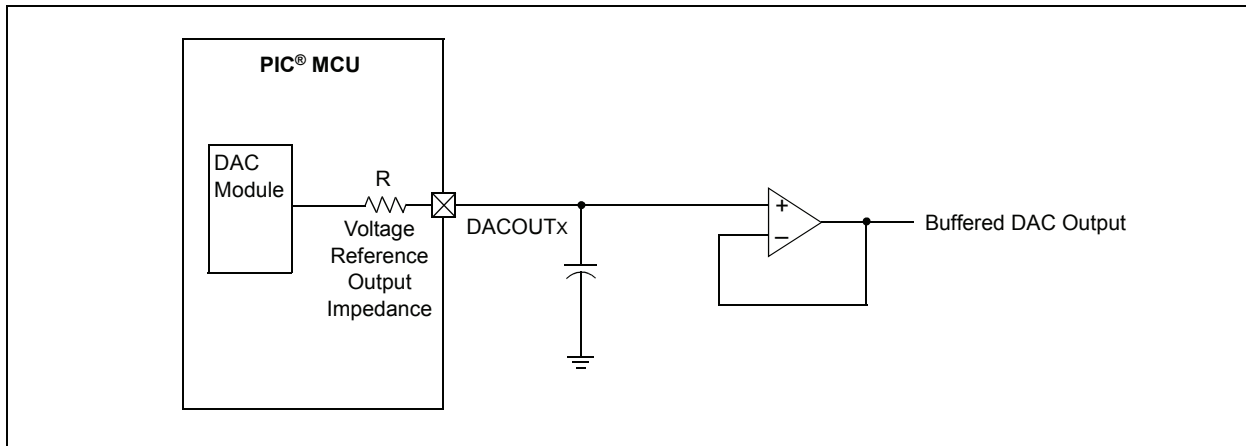 PIC® MCU
DAC
Module
R
Voltage
Reference
Output
Impedance
DACOUTX
+
–
Buffered DAC Output